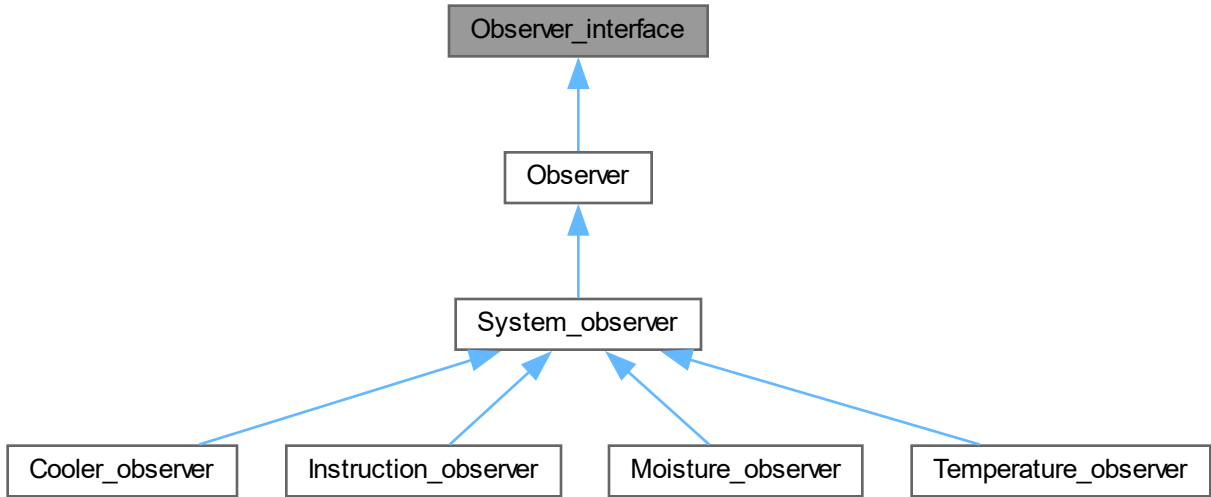 Observer_interface
Observer
System_observer
Cooler_observer
Instruction_observer
Moisture_observer
Temperature_observer